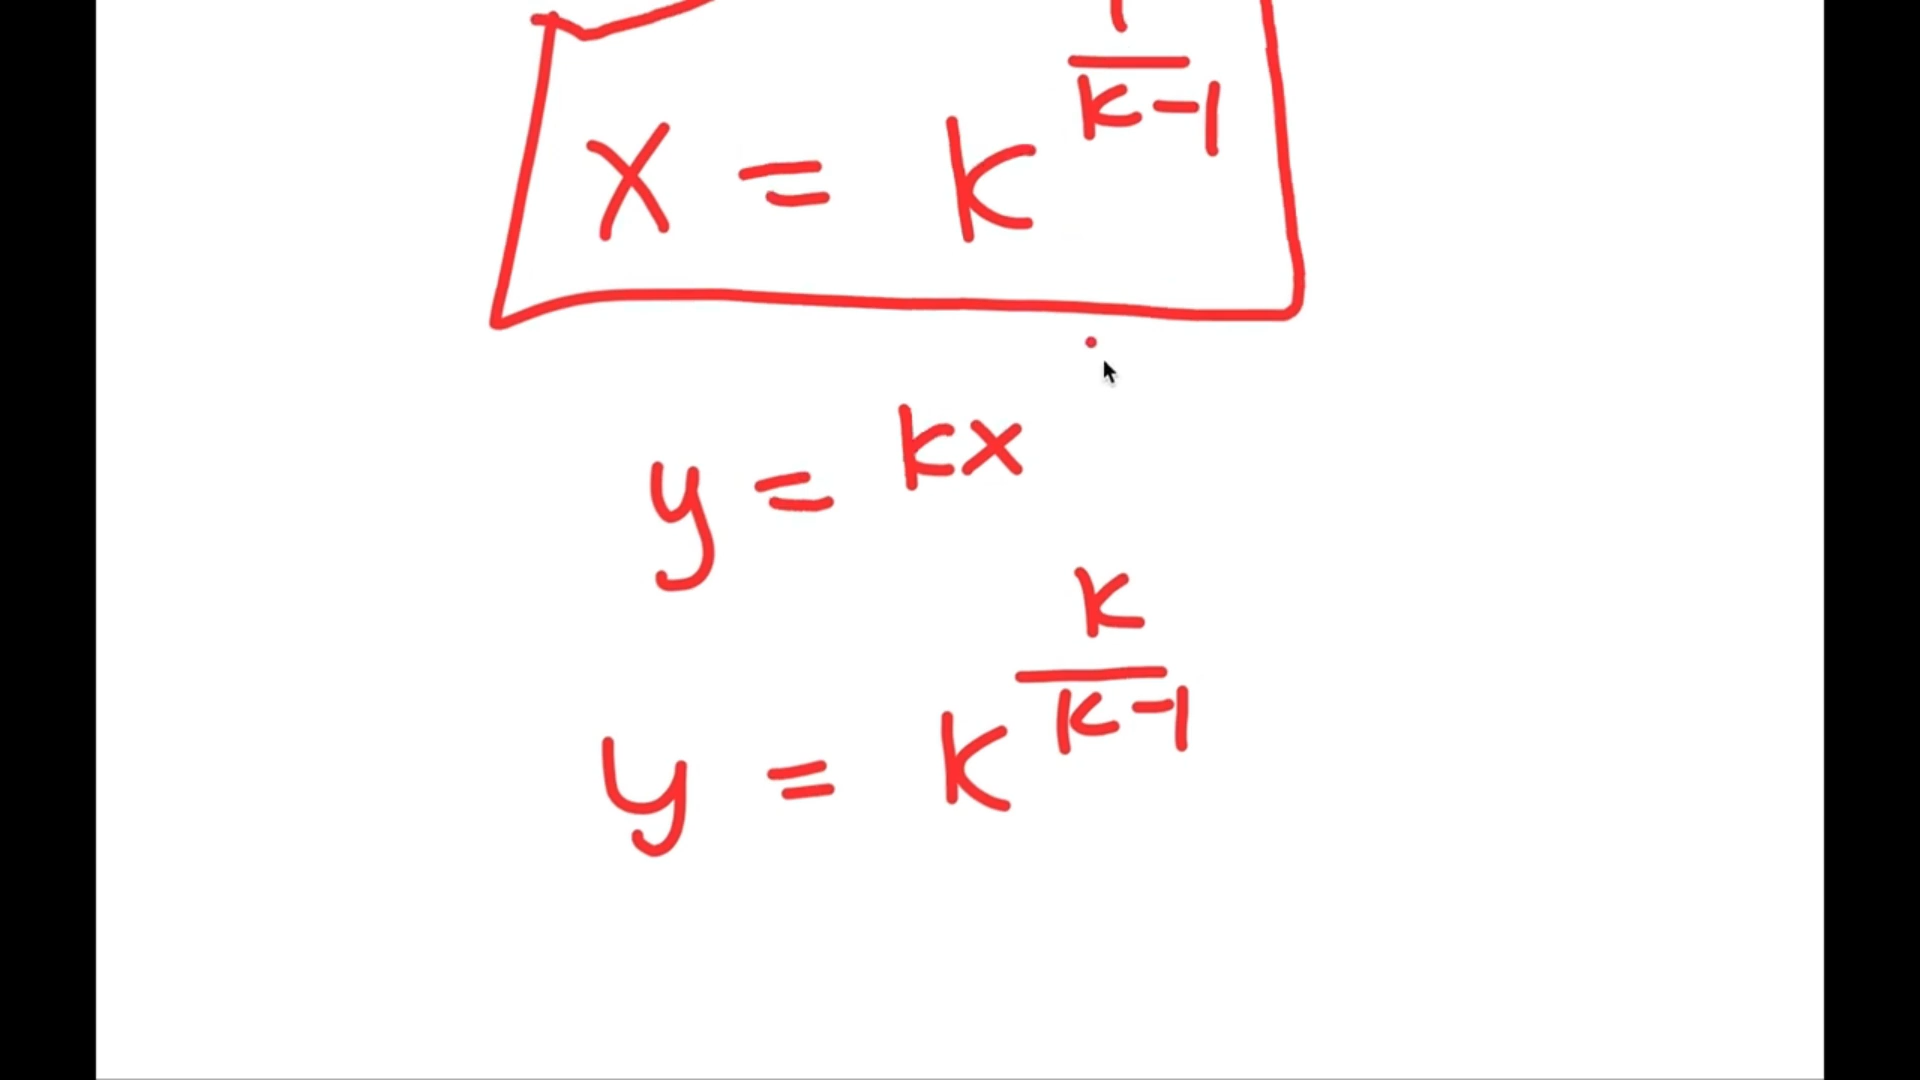 x = k^(1/(k-1))
y = kx
y = k^(k/(k-1))